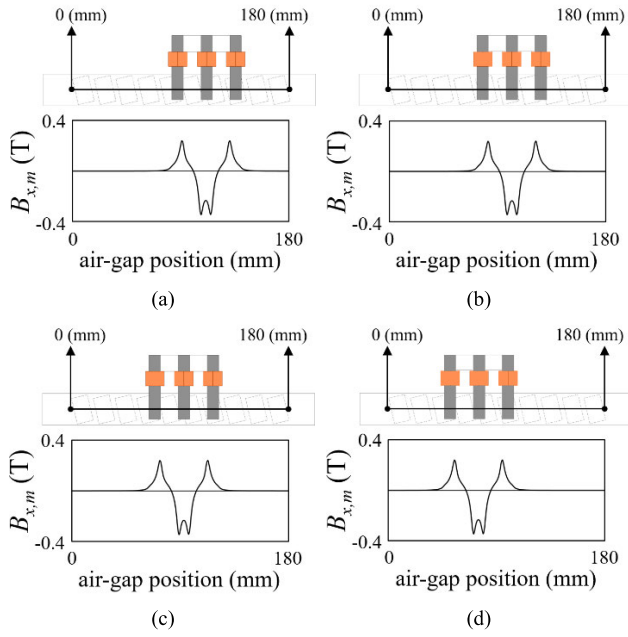 0 (mm) 180 (mm)
0.4
B_{x,m} (T)
-0.4
0 180
air-gap position (mm)
(a)
0 (mm) 180 (mm)
0.4
B_{x,m} (T)
-0.4
0 180
air-gap position (mm)
(b)
0 (mm) 180 (mm)
0.4
B_{x,m} (T)
-0.4
0 180
air-gap position (mm)
(c)
0 (mm) 180 (mm)
0.4
B_{x,m} (T)
-0.4
0 180
air-gap position (mm)
(d)